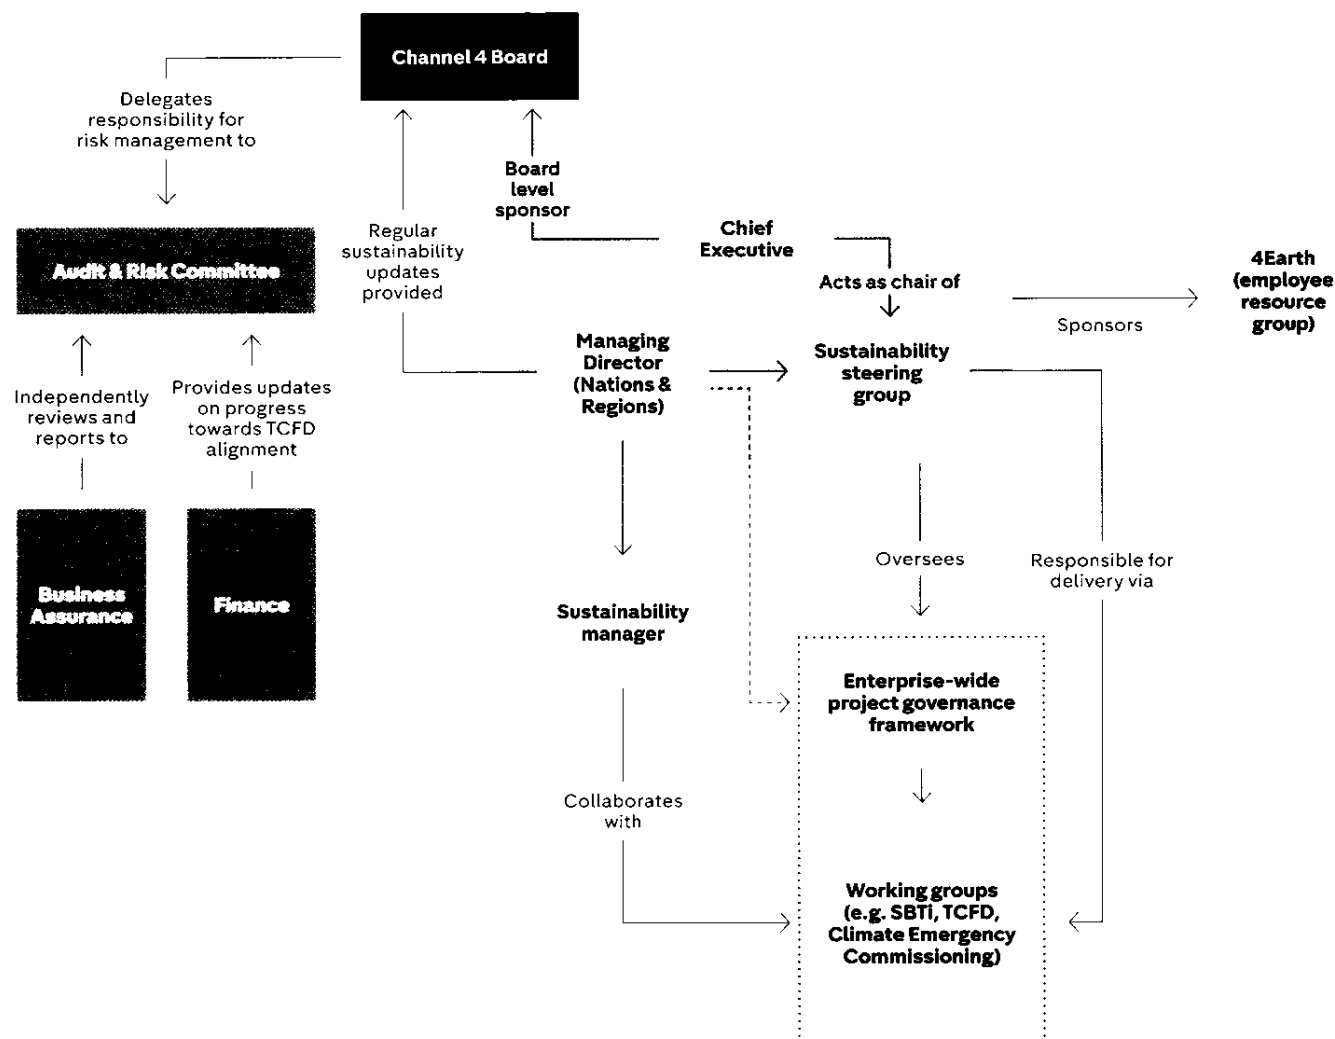 Channel 4 Board
Delegates
responsibility for
risk management to
Board
level
sponsor
Regular
sustainability
updates
provided
Chief
Executive
Audit & Risk Committee
Acts as chair of
4Earth
(employee
resource
group)
Sponsors
Managing
Director
(Nations &
Regions)
Sustainability
steering
group
Independently
reviews and
reports to
Provides updates
on progress
towards TCFD
alignment
Business
Assurance
Finance
Oversees
Responsible for
delivery via
Sustainability
manager
Enterprise-wide
project governance
framework
Collaborates
with
Working groups
(e.g. SBTi, TCFD,
Climate Emergency
Commissioning)